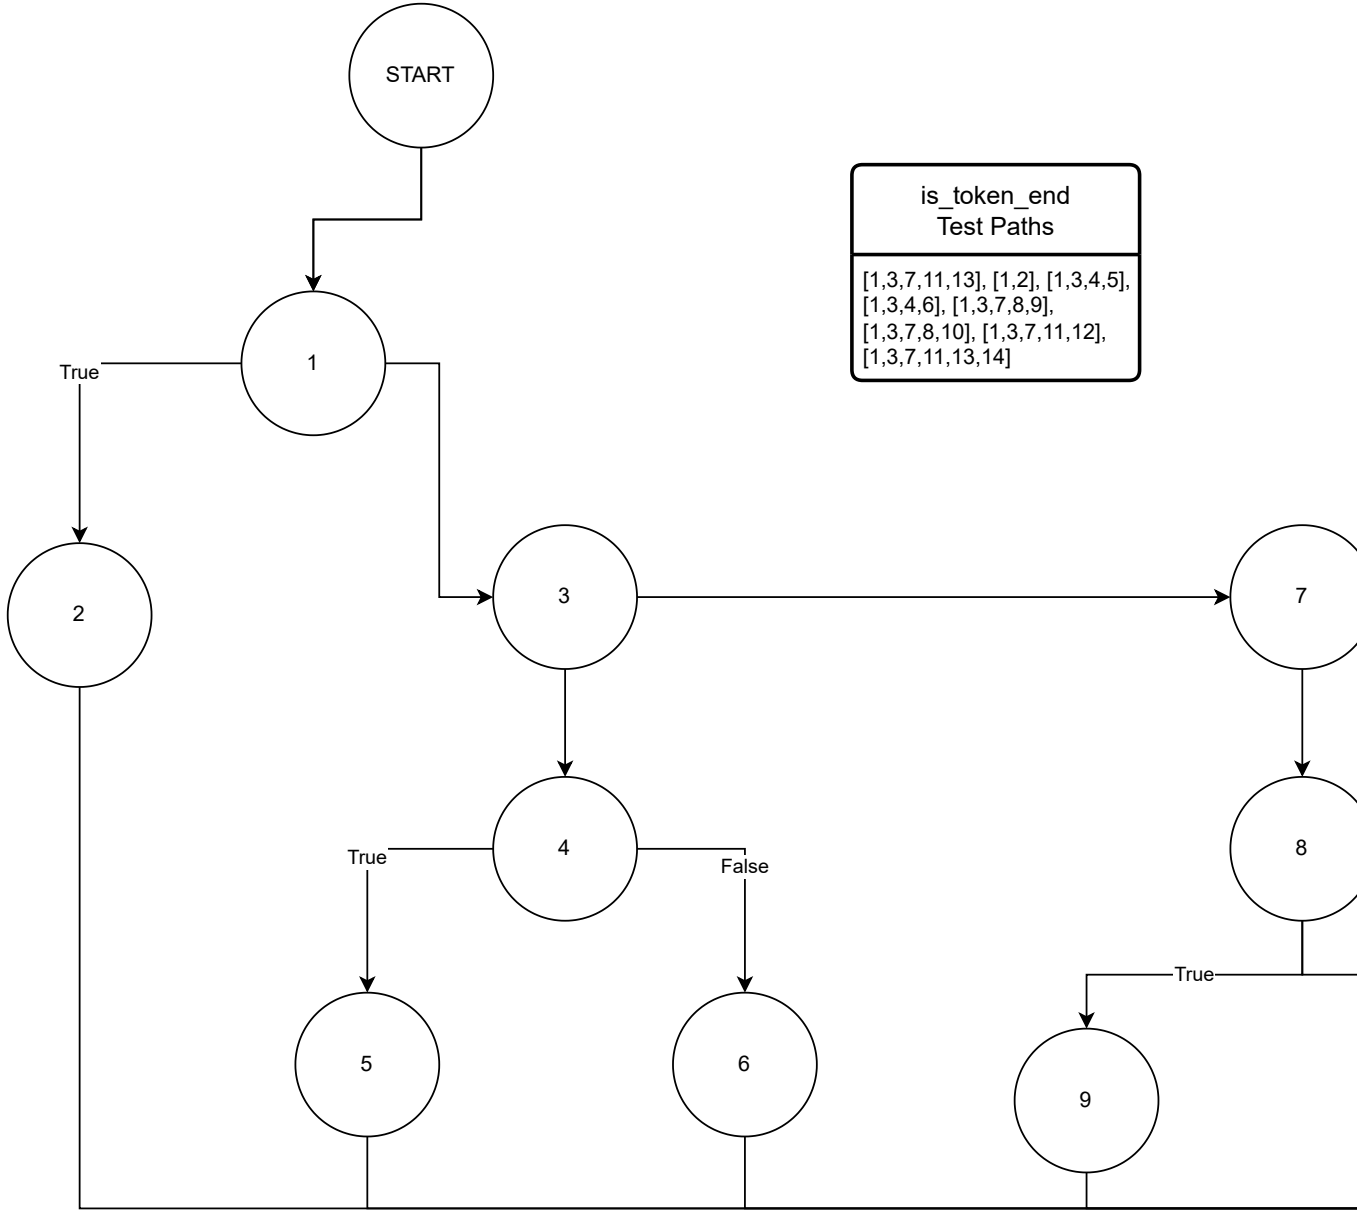 START
is_token_end
Test Paths
[1,3,7,11,13], [1,2], [1,3,4,5],
[1,3,4,6], [1,3,7,8,9],
[1,3,7,8,10], [1,3,7,11,12],
[1,3,7,11,13,14]
1
True
2
3
7
4
8
True
False
5
6
True
9